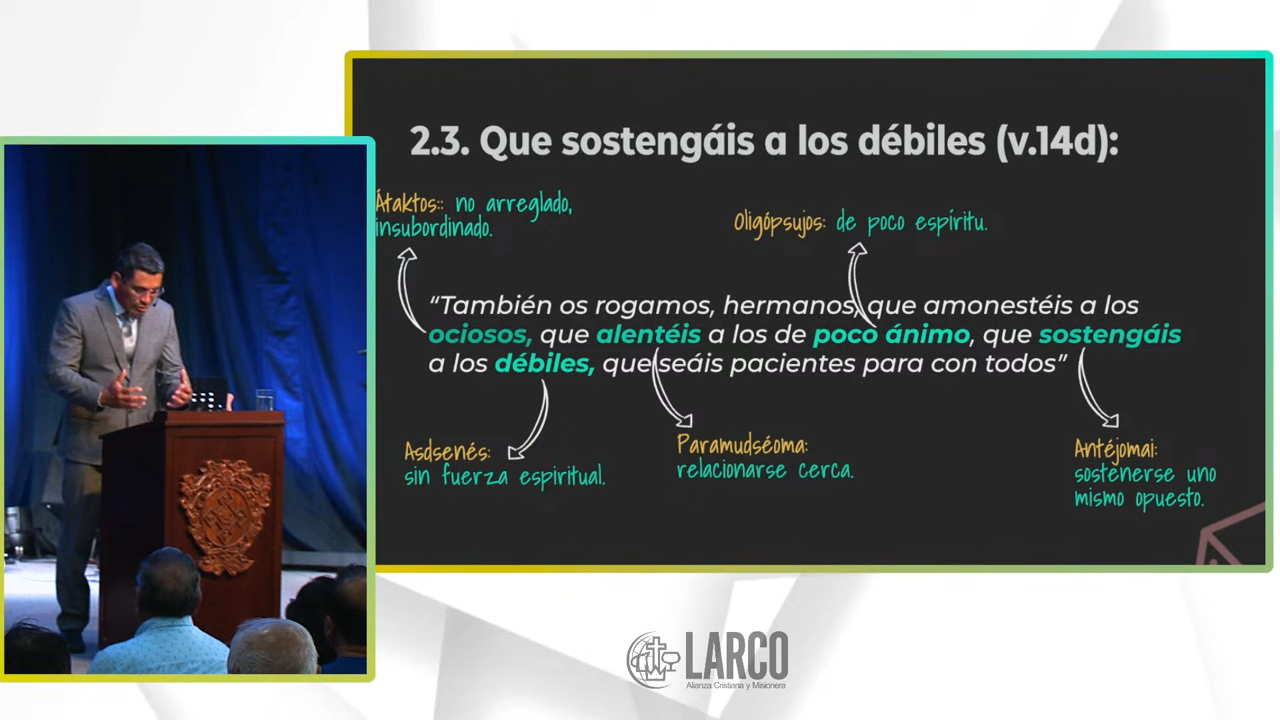 2.3. Que sostengáis a los débiles (v.14d):
Átaktos:: no arreglado,
insubordinado.
Oligópsujos: de poco espíritu.
“También os rogamos, hermanos, que amonestéis a los
ociosos, que alentéis a los de poco ánimo, que sostengáis
a los débiles, que seáis pacientes para con todos”
Asdsenés:
sin fuerza espiritual.
Paramudséoma:
relacionarse cerca.
Antéjomai:
sostenerse uno
mismo opuesto.
LARCO
Alianza Cristiana y Misionera